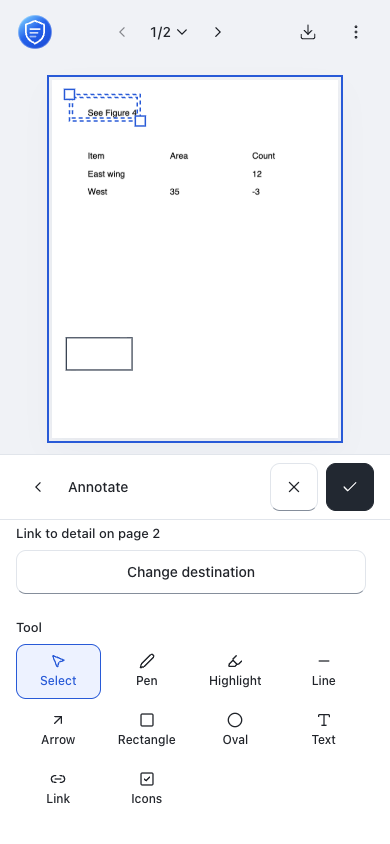 1/2
See Figure 4
Item Area Count
East wing 12
West 35 -3
Annotate
Link to detail on page 2
Change destination
Tool
Select Pen Highlight Line
Arrow Rectangle Oval Text
Link Icons